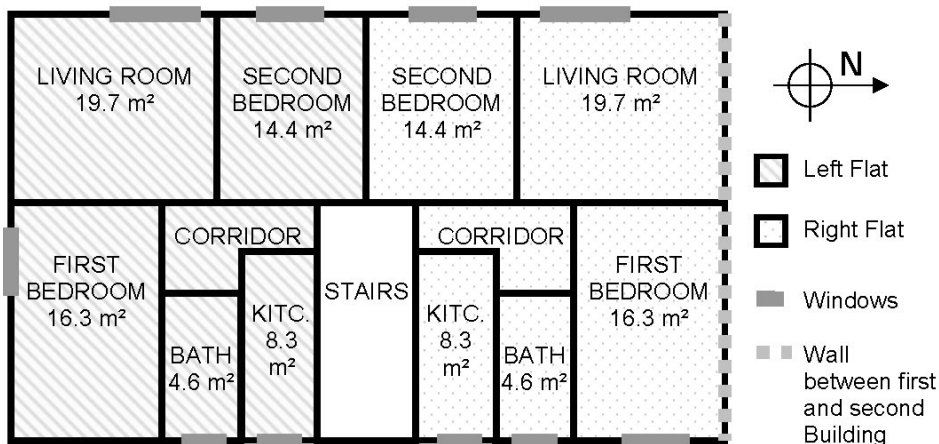 LIVING ROOM
19.7 m²
SECOND
BEDROOM
14.4 m²
SECOND
BEDROOM
14.4 m²
LIVING ROOM
19.7 m²
N
Left Flat
Right Flat
Windows
Wall
between first
and second
Building
FIRST
BEDROOM
16.3 m²
CORRIDOR
BATH
4.6 m²
KITC.
8.3
m²
STAIRS
CORRIDOR
KITC.
8.3
m²
BATH
4.6 m²
FIRST
BEDROOM
16.3 m²